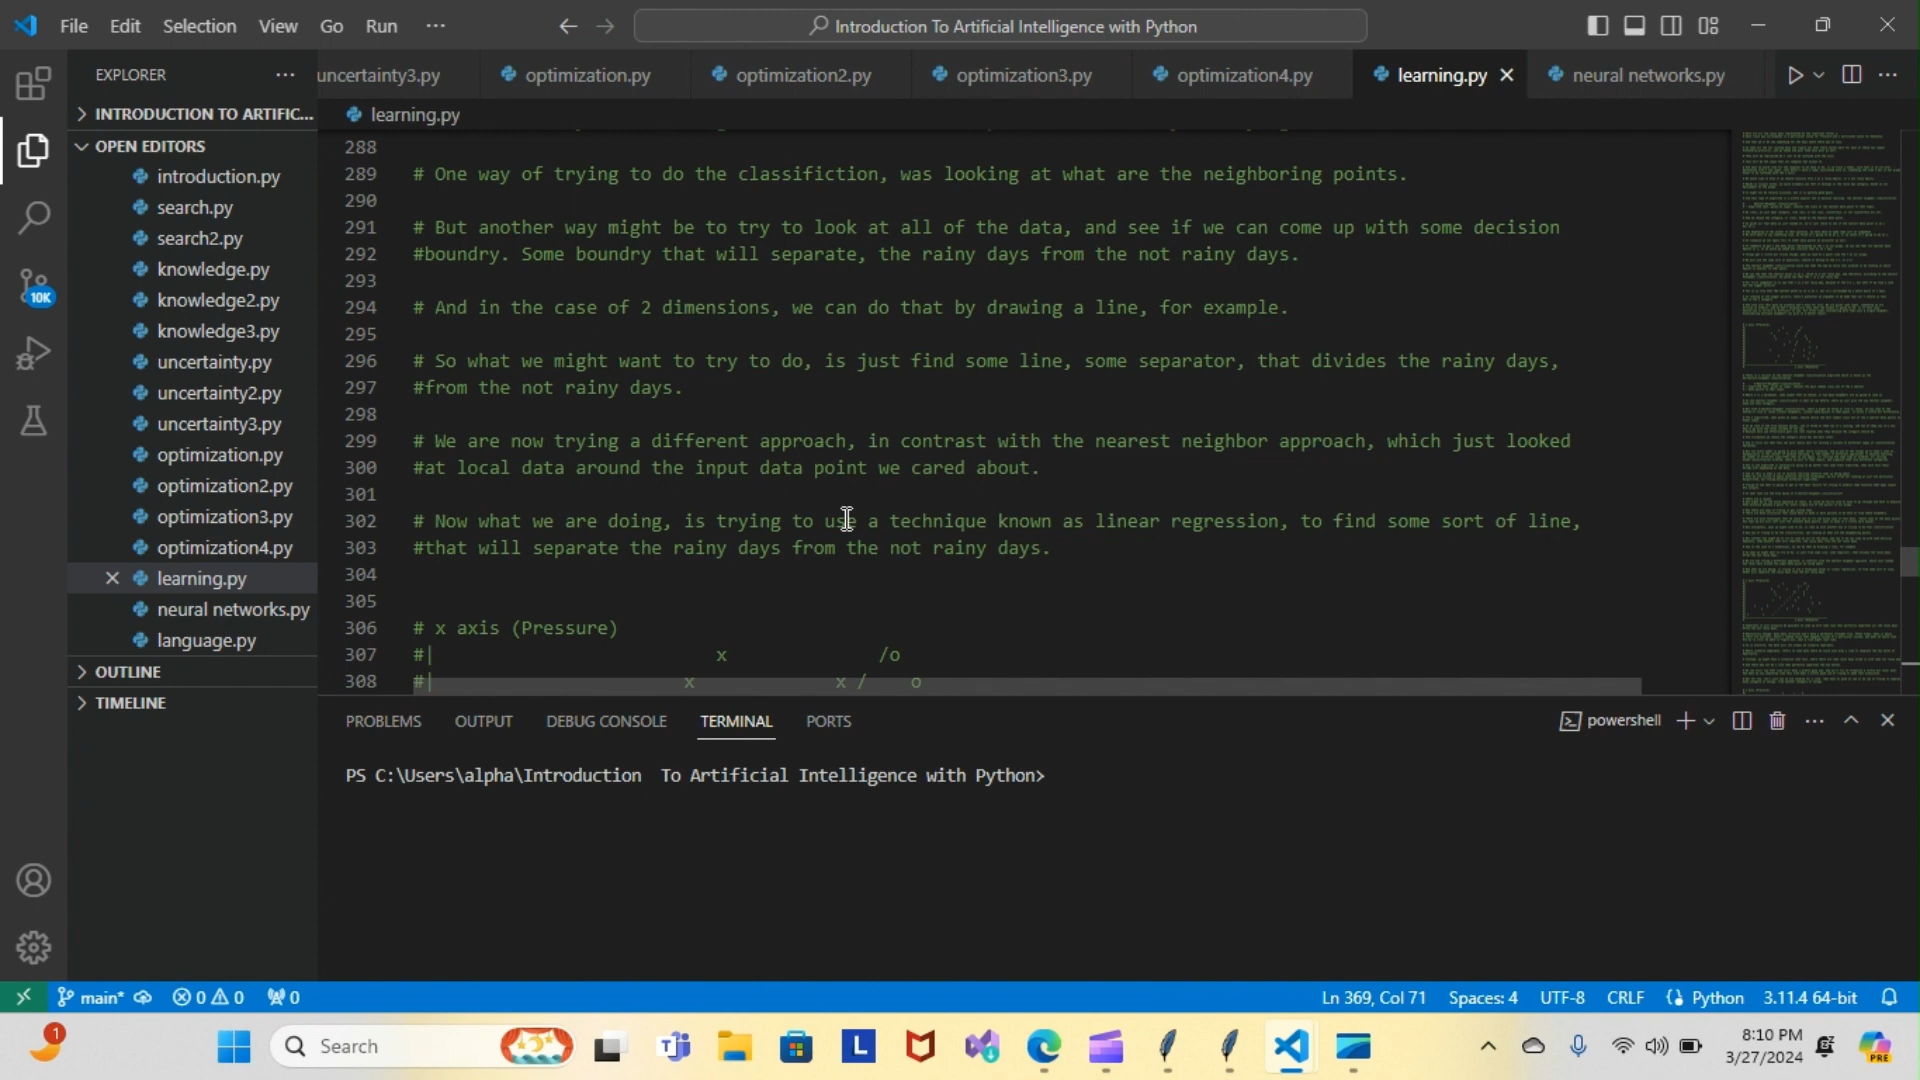 File Edit Selection View Go Run ···
Introduction To Artificial Intelligence with Python
EXPLORER ···
INTRODUCTION TO ARTIFIC...
OPEN EDITORS
introduction.py
search.py
search2.py
knowledge.py
knowledge2.py
knowledge3.py
uncertainty.py
uncertainty2.py
uncertainty3.py
optimization.py
optimization2.py
optimization3.py
optimization4.py
learning.py
neural networks.py
language.py
OUTLINE
TIMELINE
10K
uncertainty3.py optimization.py optimization2.py optimization3.py optimization4.py learning.py neural networks.py
learning.py
288
289 # One way of trying to do the classifiction, was looking at what are the neighboring points.
290
291 # But another way might be to try to look at all of the data, and see if we can come up with some decision
292 #boundry. Some boundry that will separate, the rainy days from the not rainy days.
293
294 # And in the case of 2 dimensions, we can do that by drawing a line, for example.
295
296 # So what we might want to try to do, is just find some line, some separator, that divides the rainy days,
297 #from the not rainy days.
298
299 # We are now trying a different approach, in contrast with the nearest neighbor approach, which just looked
300 #at local data around the input data point we cared about.
301
302 # Now what we are doing, is trying to use a technique known as linear regression, to find some sort of line,
303 #that will separate the rainy days from the not rainy days.
304
305
306 # x axis (Pressure)
307 #| x /o
308 #| x x / o
PROBLEMS OUTPUT DEBUG CONSOLE TERMINAL PORTS
powershell
PS C:\Users\alpha\Introduction  To Artificial Intelligence with Python>
main* 0 0 0
Ln 369, Col 71 Spaces: 4 UTF-8 CRLF Python 3.11.4 64-bit
1
Search
L
PRE
8:10 PM
3/27/2024